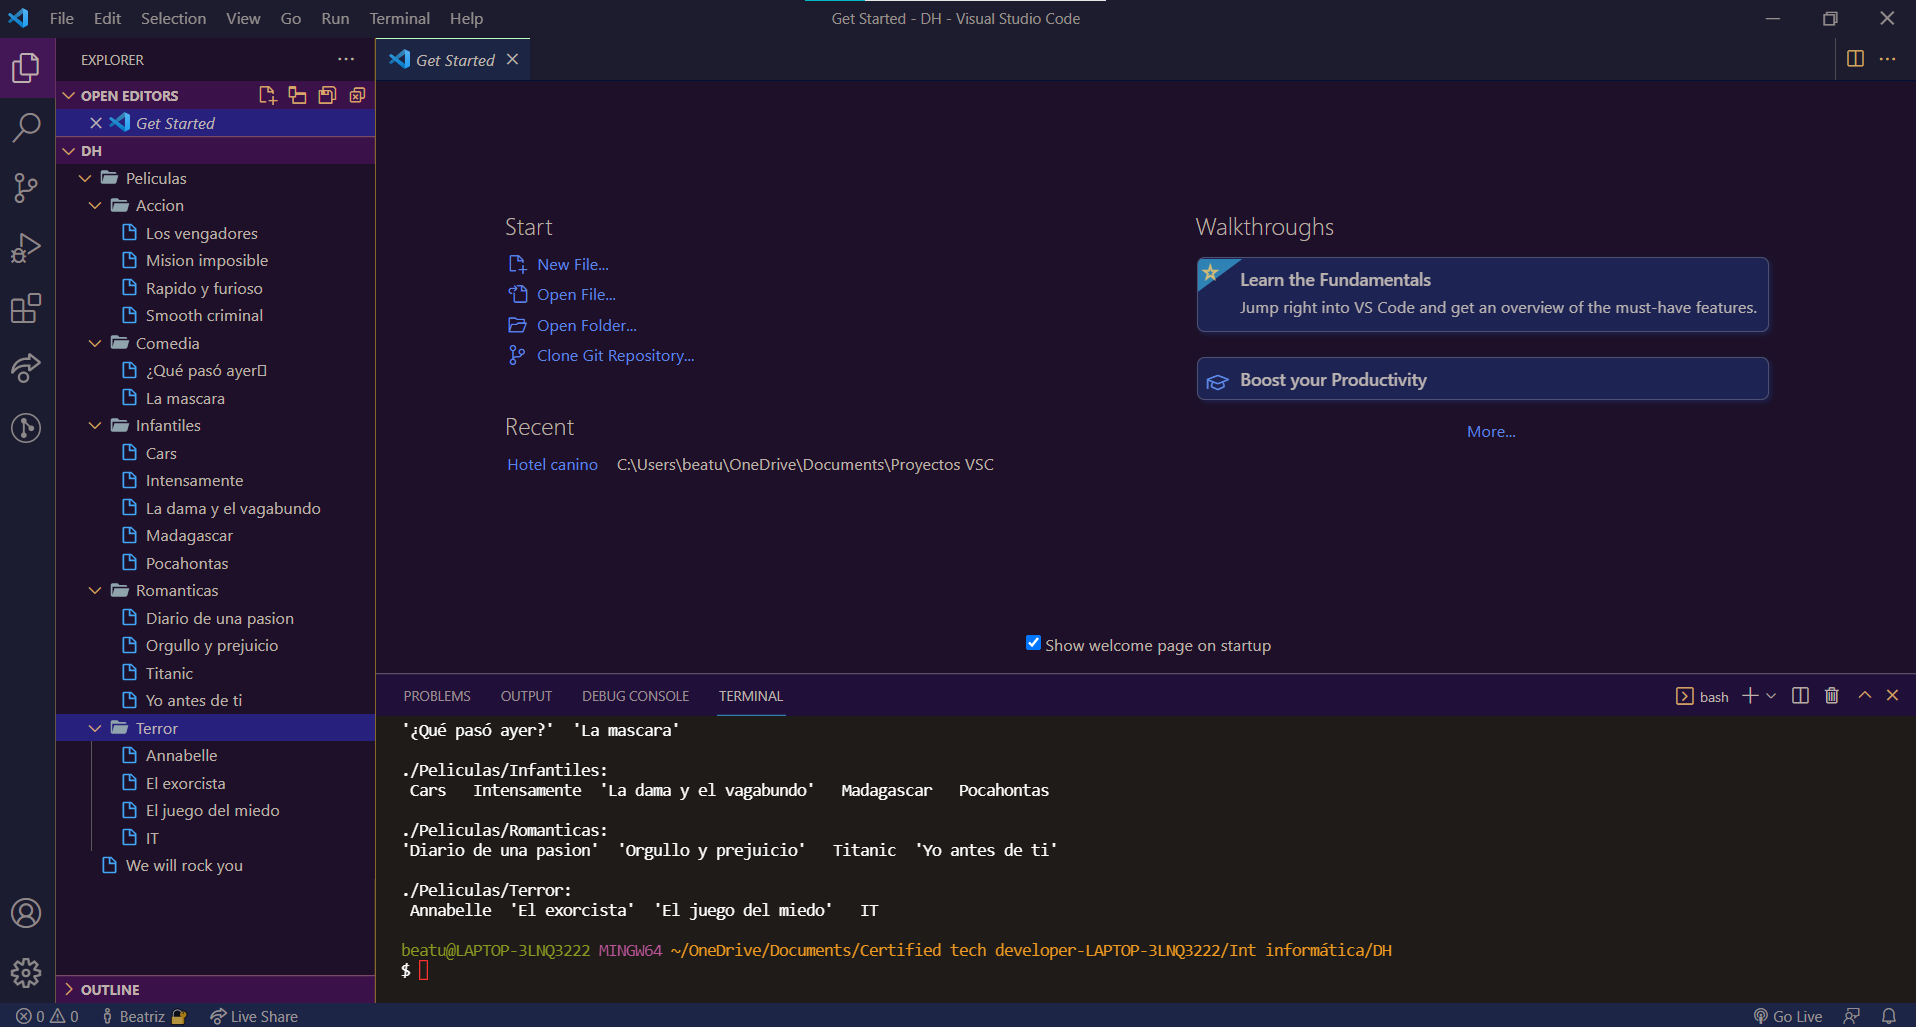 File Edit Selection View Go Run Terminal Help
Get Started - DH - Visual Studio Code
EXPLORER
Get Started
OPEN EDITORS
Get Started
DH
Peliculas
Accion
Los vengadores
Mision imposible
Rapido y furioso
Smooth criminal
Comedia
¿Qué pasó ayer
La mascara
Infantiles
Cars
Intensamente
La dama y el vagabundo
Madagascar
Pocahontas
Romanticas
Diario de una pasion
Orgullo y prejuicio
Titanic
Yo antes de ti
Terror
Annabelle
El exorcista
El juego del miedo
IT
We will rock you
OUTLINE
Start
New File...
Open File...
Open Folder...
Clone Git Repository...
Recent
Hotel canino C:\Users\beatu\OneDrive\Documents\Proyectos VSC
Walkthroughs
Learn the Fundamentals
Jump right into VS Code and get an overview of the must-have features.
Boost your Productivity
More...
Show welcome page on startup
PROBLEMS OUTPUT DEBUG CONSOLE TERMINAL
bash
'¿Qué pasó ayer?' 'La mascara'
./Peliculas/Infantiles:
Cars Intensamente 'La dama y el vagabundo' Madagascar Pocahontas
./Peliculas/Romanticas:
'Diario de una pasion' 'Orgullo y prejuicio' Titanic 'Yo antes de ti'
./Peliculas/Terror:
Annabelle 'El exorcista' 'El juego del miedo' IT
beatu@LAPTOP-3LNQ3222 MINGW64 ~/OneDrive/Documents/Certified tech developer-LAPTOP-3LNQ3222/Int informática/DH
$
0 0 Beatriz Live Share
Go Live